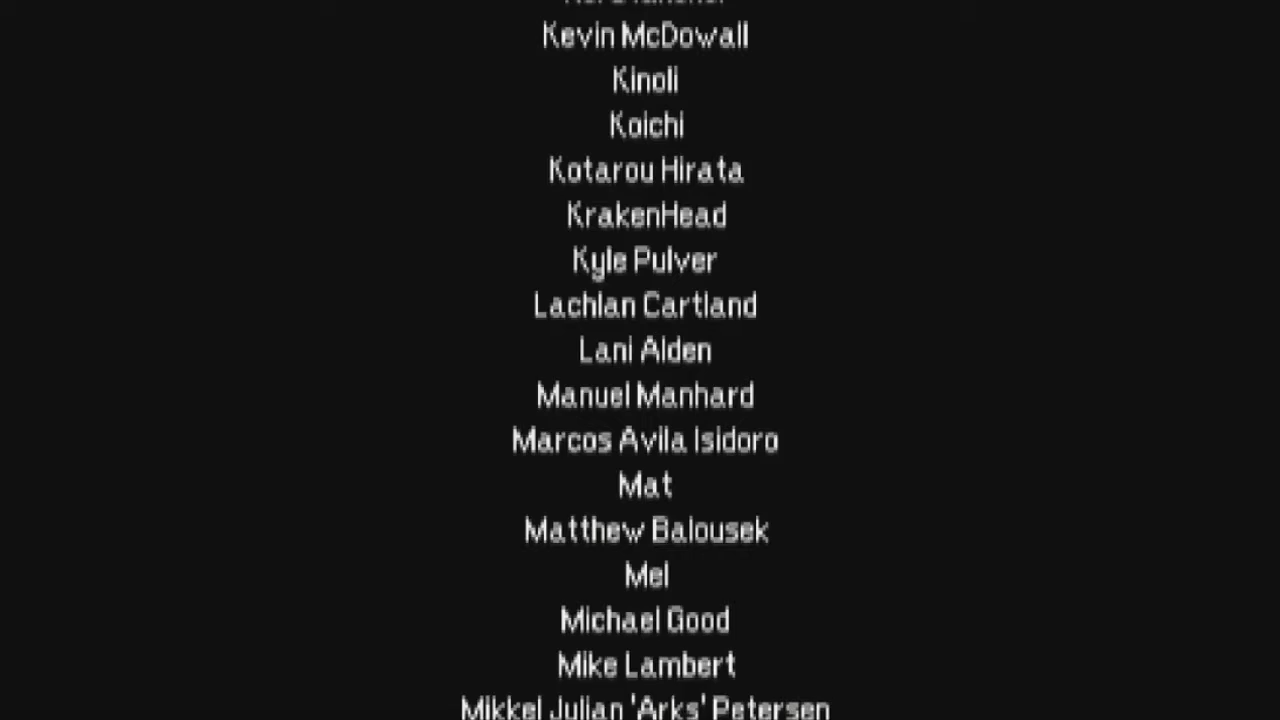 Kevin McDowall
Kinoli
Koichi
Kotarou Hirata
KrakenHead
Kyle Pulver
Lachlan Cartland
Lani Alden
Manuel Manhard
Marcos Avila Isidoro
Mat
Matthew Balousek
Mel
Michael Good
Mike Lambert
Mikkel Julian 'Arks' Petersen